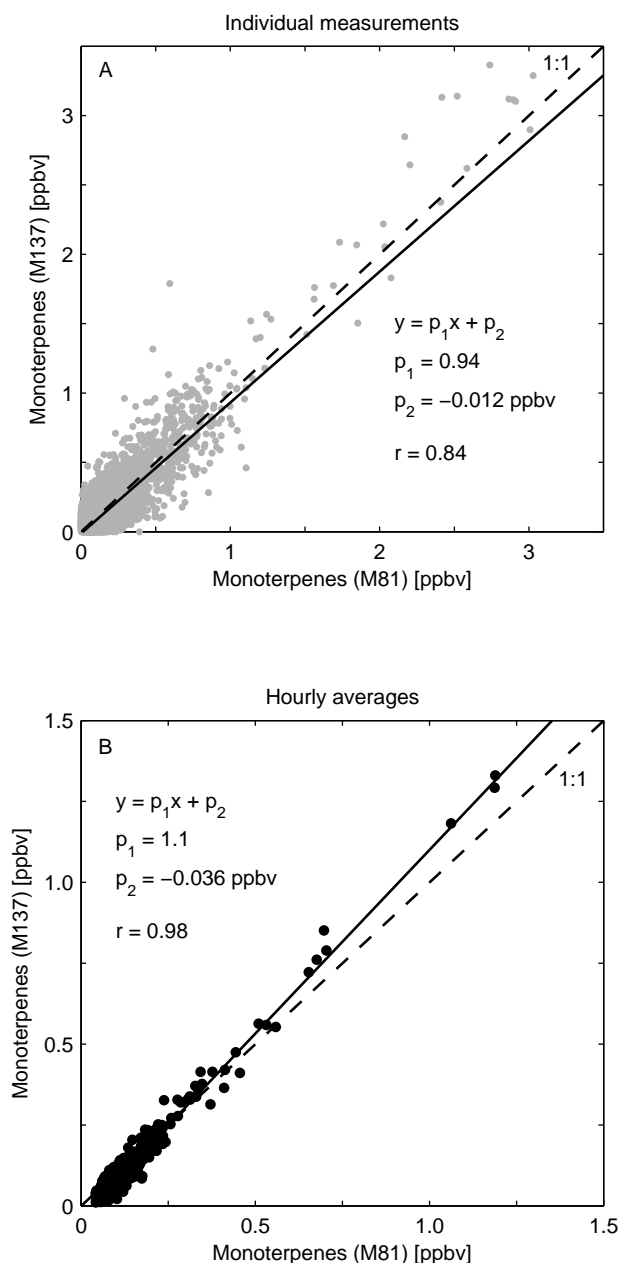 Individual measurements
A
1:1
3
2
1
0
Monoterpenes (M137) [ppbv]
y = p₁x + p₂
p₁ = 0.94
p₂ = −0.012 ppbv
r = 0.84
0 1 2 3
Monoterpenes (M81) [ppbv]
Hourly averages
1.5
1.0
0.5
0
Monoterpenes (M137) [ppbv]
B
1:1
y = p₁x + p₂
p₁ = 1.1
p₂ = −0.036 ppbv
r = 0.98
0 0.5 1.0 1.5
Monoterpenes (M81) [ppbv]